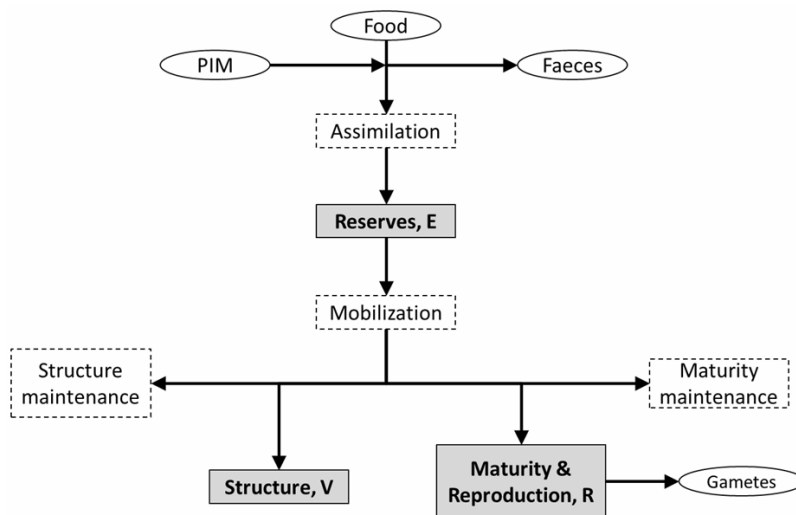 Food
PIM
Faeces
Assimilation
Reserves, E
Mobilization
Structure
maintenance
Maturity
maintenance
Structure, V
Maturity &
Reproduction, R
Gametes